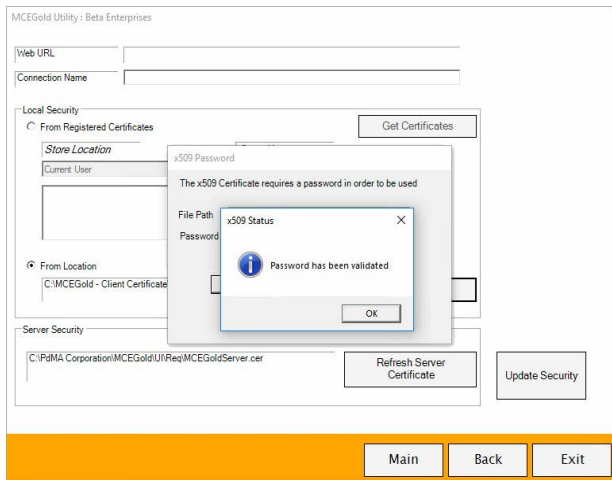 MCEGold Utility : Beta Enterprises
Web URL
Connection Name
Local Security
From Registered Certificates
Get Certificates
Store Location
Current User
x509 Password
The x509 Certificate requires a password in order to be used
File Path
Password
x509 Status
Password has been validated
OK
From Location
C:\MCEGold - Client Certificate
Server Security
C:\PdMA Corporation\MCEGold\UI\Req\MCEGoldServer.cer
Refresh Server
Certificate
Update Security
Main
Back
Exit